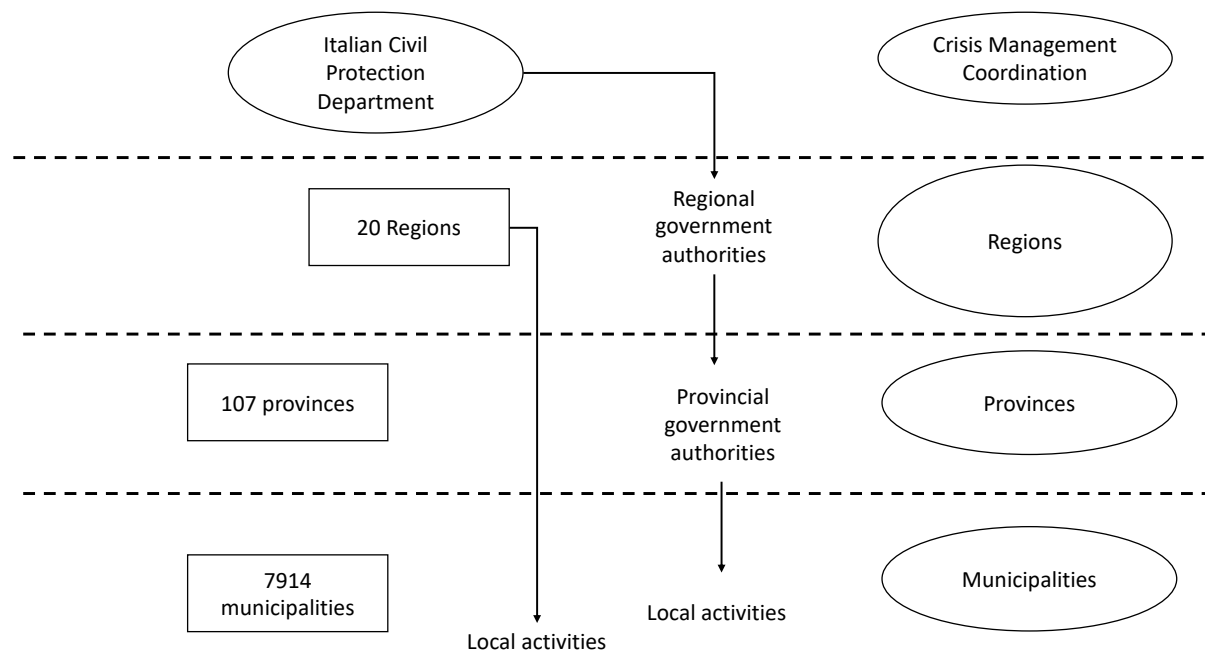 Italian Civil
Protection
Department
Crisis Management
Coordination
20 Regions
Regional
government
authorities
Regions
107 provinces
Provincial
government
authorities
Provinces
7914
municipalities
Local activities
Local activities
Municipalities